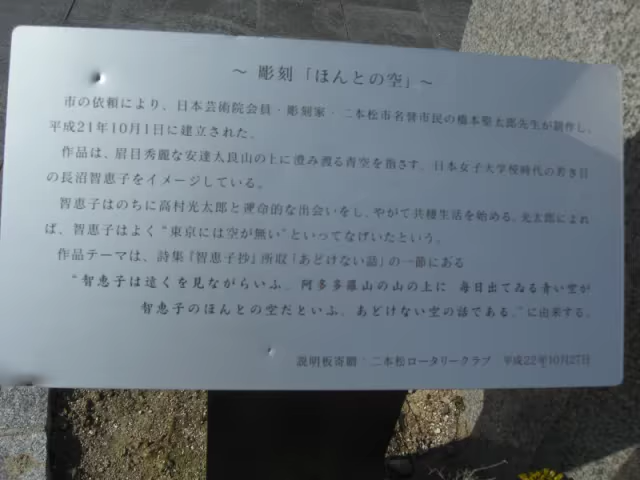 ～ 彫刻「ほんとの空」～
市の依頼により、日本芸術院会員・彫刻家・二本松市名誉市民の橋本堅太郎先生が制作し、
平成21年10月1日に建立された。
作品は、眉目秀麗な安達太良山の上に澄み渡る青空を指さす、日本女子大学校時代の若き日
の長沼智恵子をイメージしている。
智恵子はのちに高村光太郎と運命的な出会いをし、やがて共棲生活を始める。光太郎によれ
ば、智恵子はよく“東京には空が無い”といってなげいたという。
作品テーマは、詩集『智恵子抄』所収「あどけない話」の一節にある
“智恵子は遠くを見ながらいふ。阿多多羅山の山の上に 毎日出てゐる青い空が
智恵子のほんとの空だといふ。あどけない空の話である。”に由来する。
説明板寄贈・二本松ロータリークラブ 平成22年10月27日